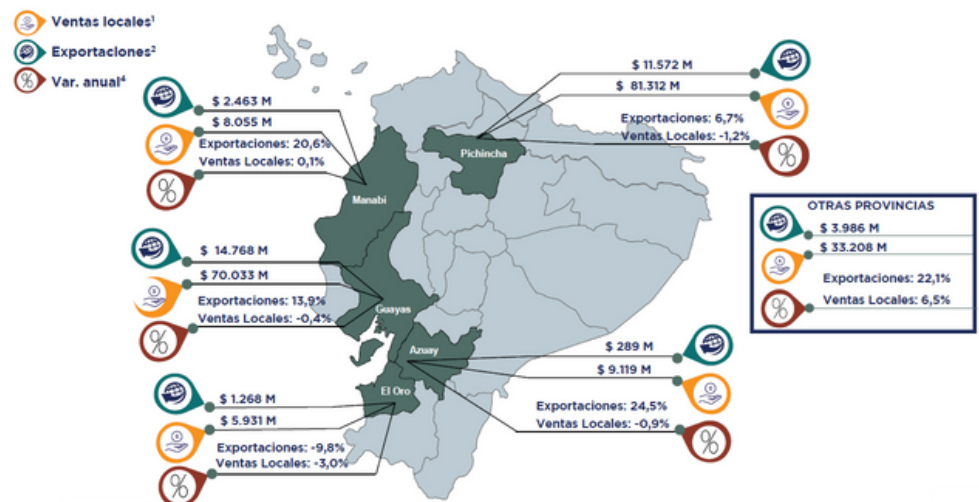 Ventas locales¹
Exportaciones²
Var. anual⁴
$ 2.463 M
$ 8.055 M
Exportaciones: 20,6%
Ventas Locales: 0,1%
Manabí
$ 11.572 M
$ 81.312 M
Exportaciones: 6,7%
Ventas Locales: -1,2%
Pichincha
$ 14.768 M
$ 70.033 M
Exportaciones: 13,9%
Ventas Locales: -0,4%
Guayas
OTRAS PROVINCIAS
$ 3.986 M
$ 33.208 M
Exportaciones: 22,1%
Ventas Locales: 6,5%
Azuay
$ 289 M
$ 9.119 M
Exportaciones: 24,5%
Ventas Locales: -0,9%
El Oro
$ 1.268 M
$ 5.931 M
Exportaciones: -9,8%
Ventas Locales: -3,0%
%
%
%
%
%
%
%